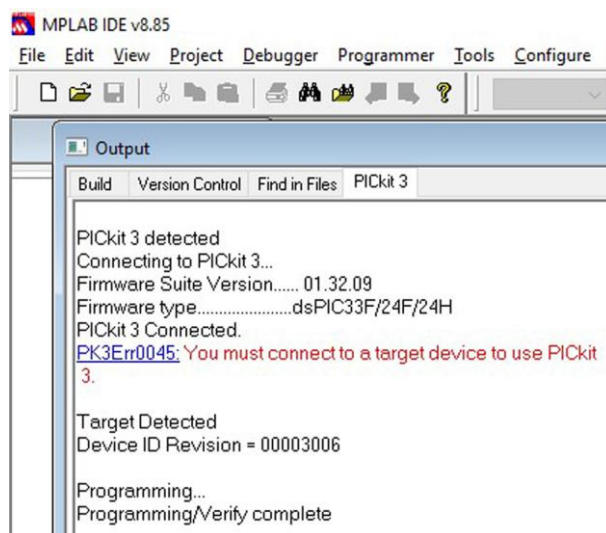 MPLAB IDE v8.85
File Edit View Project Debugger Programmer Tools Configure
Output
Build Version Control Find in Files PICkit 3
PICkit 3 detected
Connecting to PICkit 3...
Firmware Suite Version...... 01.32.09
Firmware type......................dsPIC33F/24F/24H
PICkit 3 Connected.
PK3Err0045: You must connect to a target device to use PICkit
3.
Target Detected
Device ID Revision = 00003006
Programming...
Programming/Verify complete